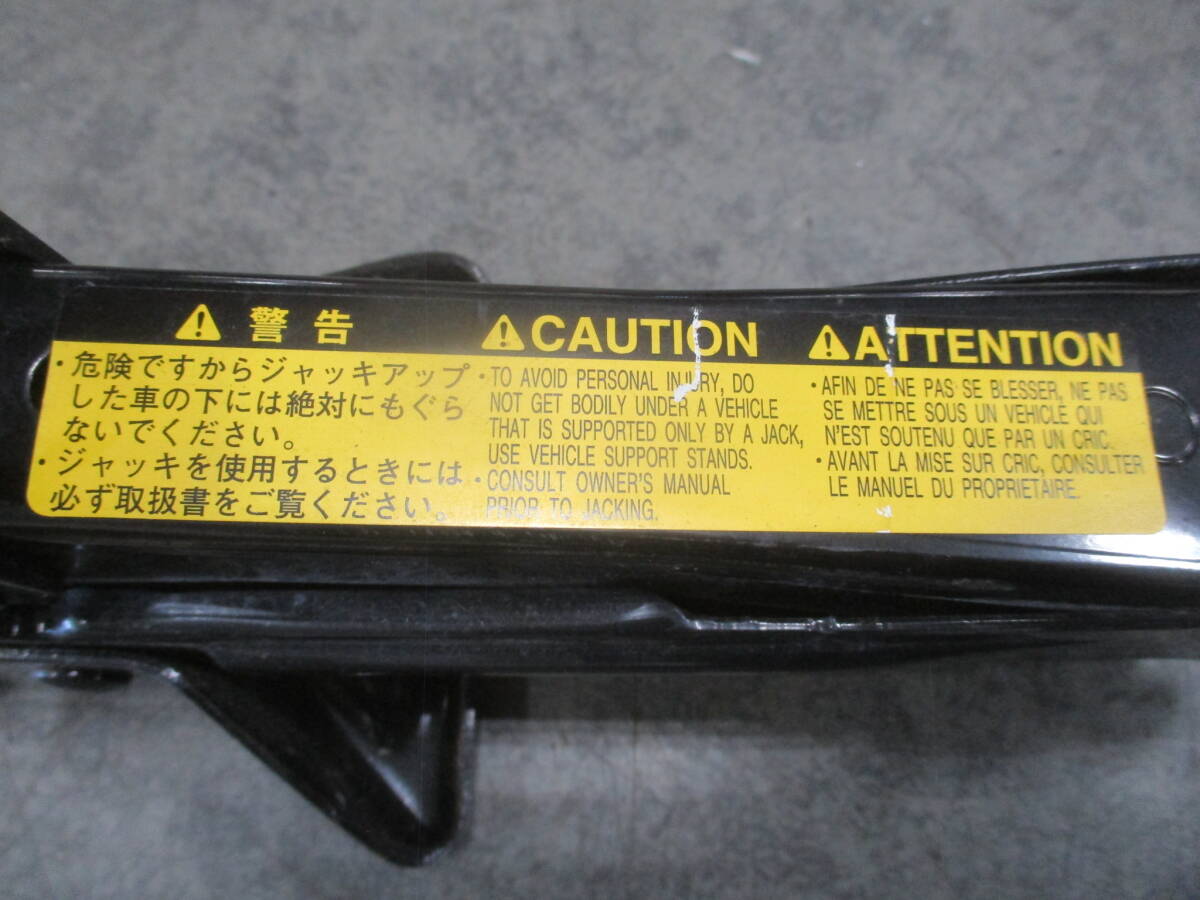 警告
・危険ですからジャッキアップ
した車の下には絶対にもぐら
ないでください。
・ジャッキを使用するときには
必ず取扱書をご覧ください。
CAUTION
・TO AVOID PERSONAL INJURY, DO
NOT GET BODILY UNDER A VEHICLE
THAT IS SUPPORTED ONLY BY A JACK,
USE VEHICLE SUPPORT STANDS.
・CONSULT OWNER'S MANUAL
PRIOR TO JACKING.
ATTENTION
・AFIN DE NE PAS SE BLESSER, NE PAS
SE METTRE SOUS UN VEHICLE QUI
N'EST SOUTENU QUE PAR UN CRIC.
・AVANT LA MISE SUR CRIC, CONSULTER
LE MANUEL DU PROPRIETAIRE.